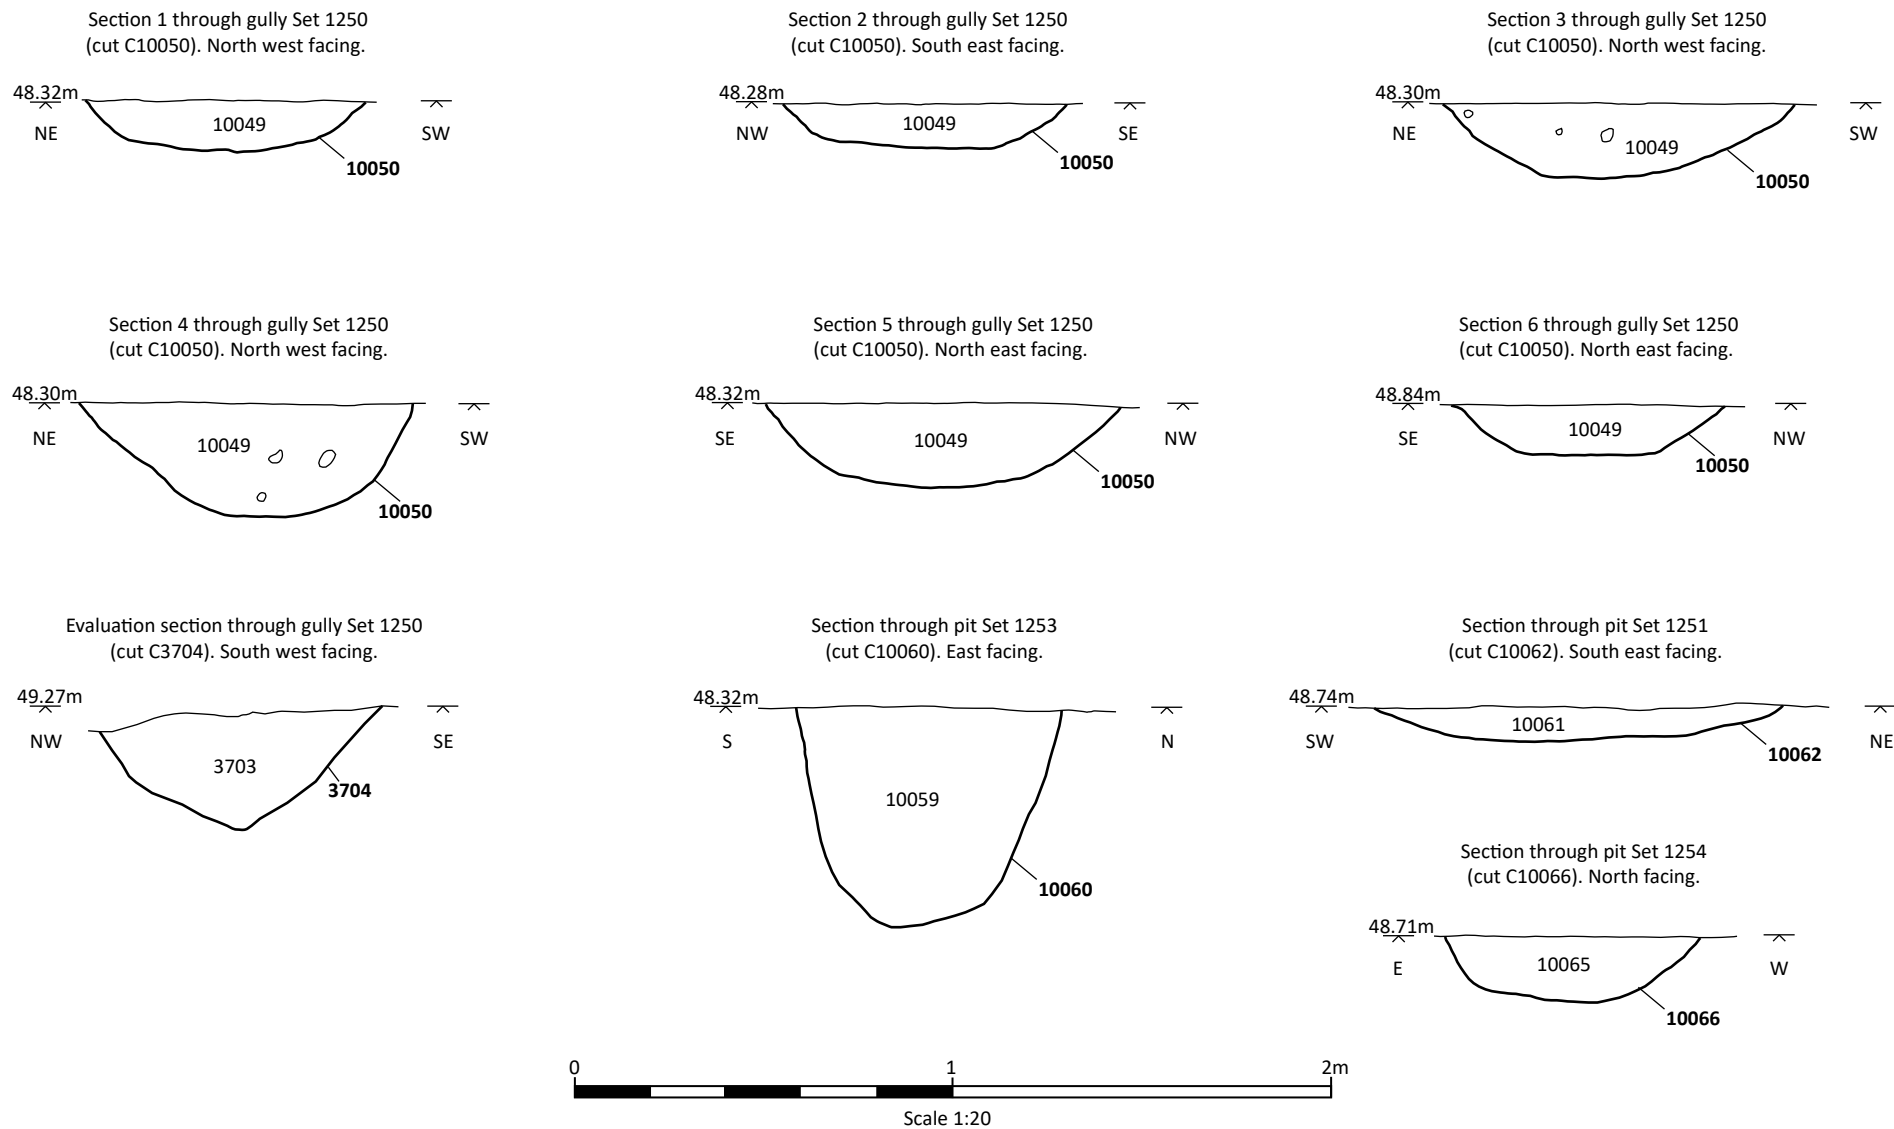 Section 1 through gully Set 1250
(cut C10050). North west facing.
48.32m
NE
SW
10049
10050
Section 2 through gully Set 1250
(cut C10050). South east facing.
48.28m
NW
SE
10049
10050
Section 3 through gully Set 1250
(cut C10050). North west facing.
48.30m
NE
SW
10049
10050
Section 4 through gully Set 1250
(cut C10050). North west facing.
48.30m
NE
SW
10049
10050
Section 5 through gully Set 1250
(cut C10050). North east facing.
48.32m
SE
NW
10049
10050
Section 6 through gully Set 1250
(cut C10050). North east facing.
48.84m
SE
NW
10049
10050
Evaluation section through gully Set 1250
(cut C3704). South west facing.
49.27m
NW
SE
3703
3704
Section through pit Set 1253
(cut C10060). East facing.
48.32m
S
N
10059
10060
Section through pit Set 1251
(cut C10062). South east facing.
48.74m
SW
NE
10061
10062
Section through pit Set 1254
(cut C10066). North facing.
48.71m
E
W
10065
10066
0 1 2m
Scale 1:20